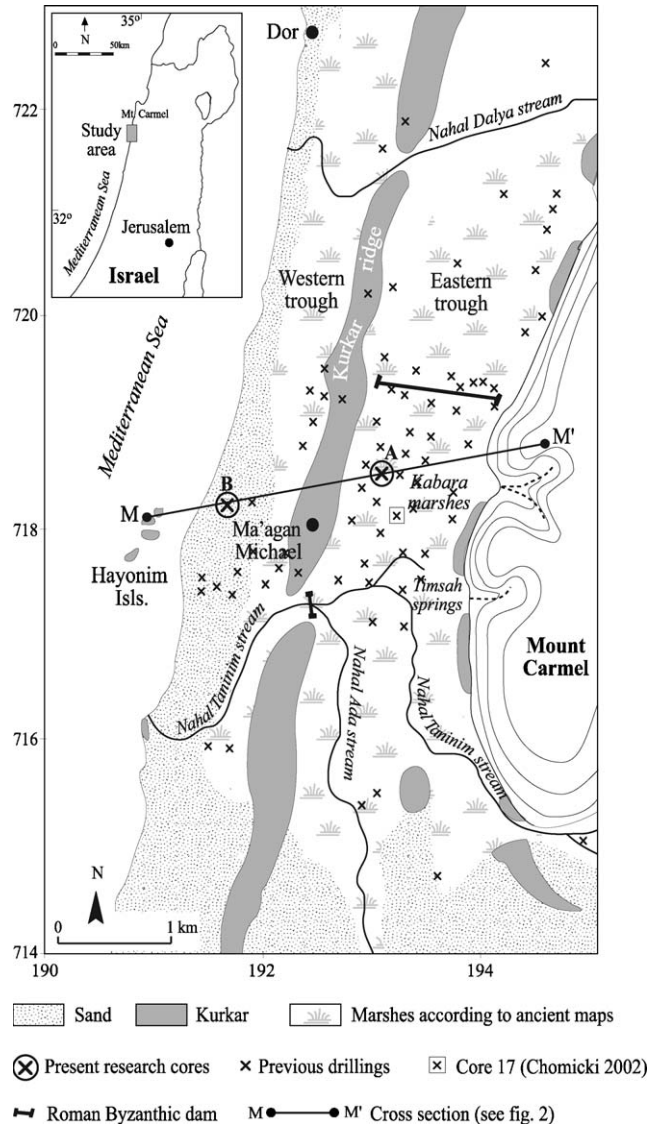 35º
N
0 50km
Mt. Carmel
Study
area
32º
Mediterranean Sea
Jerusalem
Israel
Dor
722
Nahal Dalya stream
Western
trough
Kurkar ridge
Eastern
trough
720
Mediterranean Sea
A
M'
B
Kabara
marshes
M
718
Ma'agan
Michael
Hayonim
Isls.
Timsah
springs
Mount
Carmel
Nahal Taninim stream
Nahal Ada stream
Nahal Taninim stream
716
N
0 1 km
714
190 192 194
Sand Kurkar Marshes according to ancient maps
Present research cores Previous drillings Core 17 (Chomicki 2002)
Roman Byzanthic dam M M' Cross section (see fig. 2)